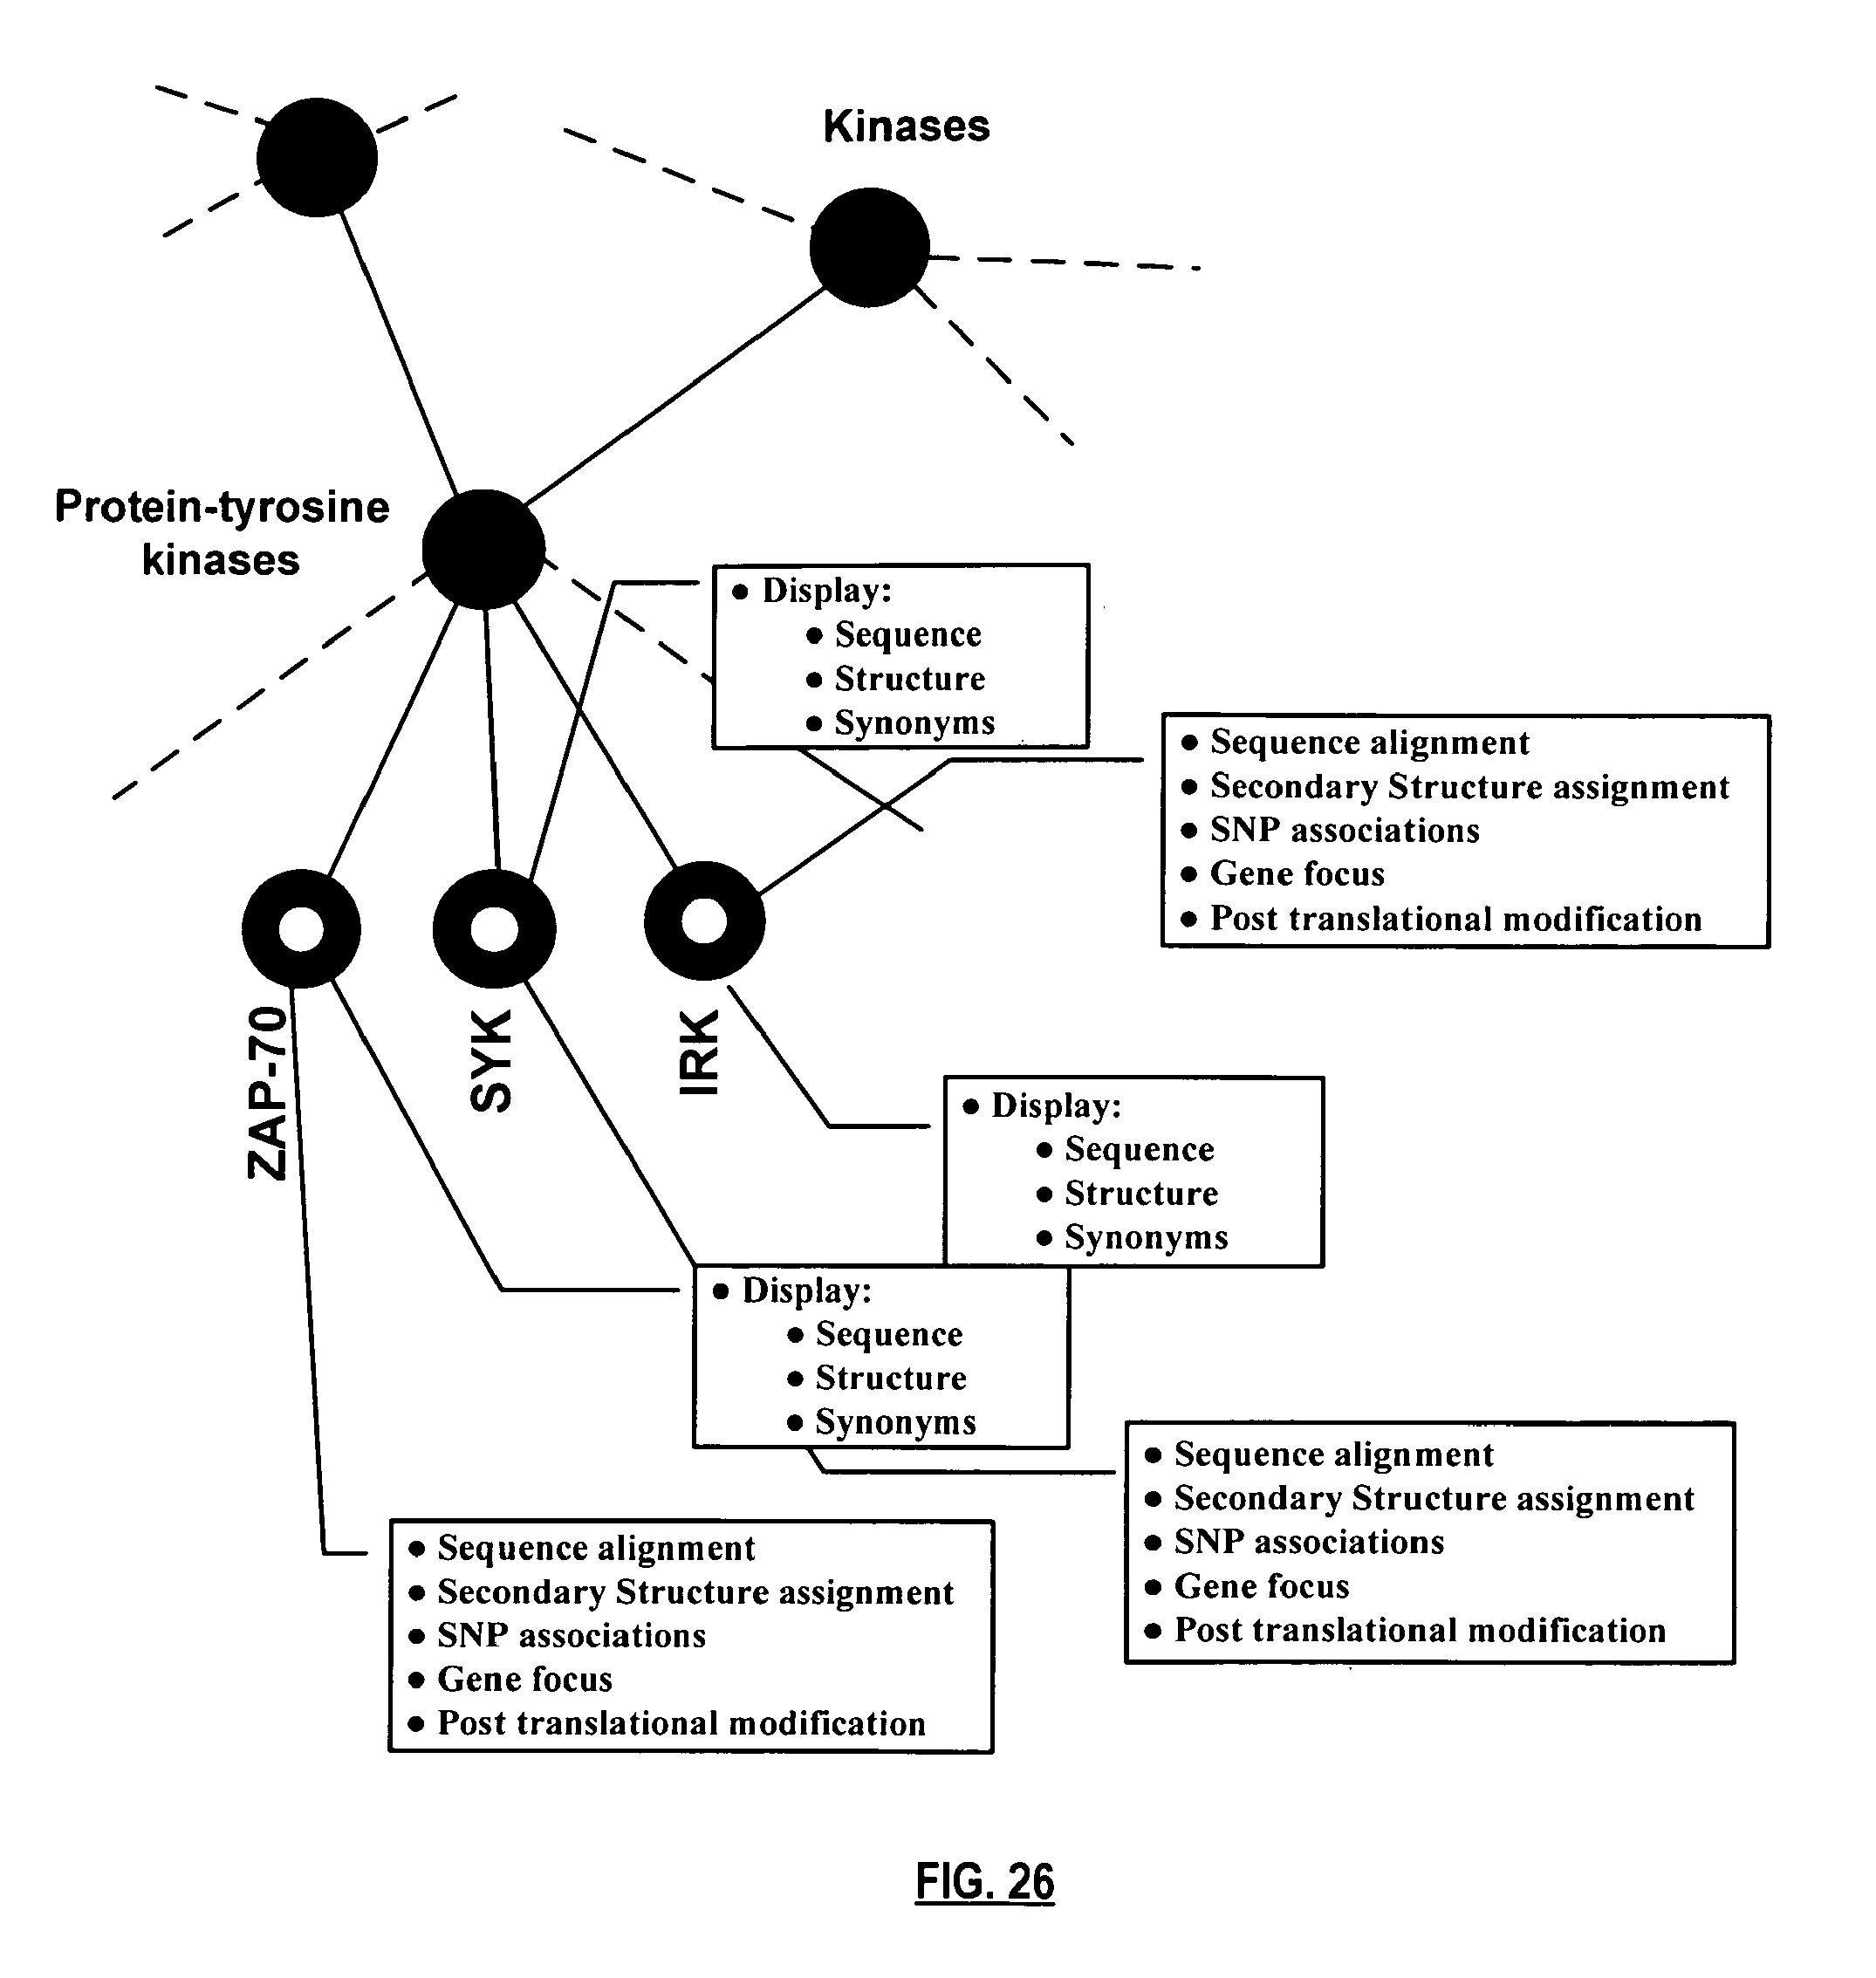 Kinases
Protein-tyrosine
kinases
• Display:
• Sequence
• Structure
• Synonyms
• Sequence alignment
• Secondary Structure assignment
• SNP associations
• Gene focus
• Post translational modification
ZAP-70
SYK
IRK
• Display:
• Sequence
• Structure
• Synonyms
• Display:
• Sequence
• Structure
• Synonyms
• Sequence alignment
• Secondary Structure assignment
• SNP associations
• Gene focus
• Post translational modification
• Sequence alignment
• Secondary Structure assignment
• SNP associations
• Gene focus
• Post translational modification
FIG. 26